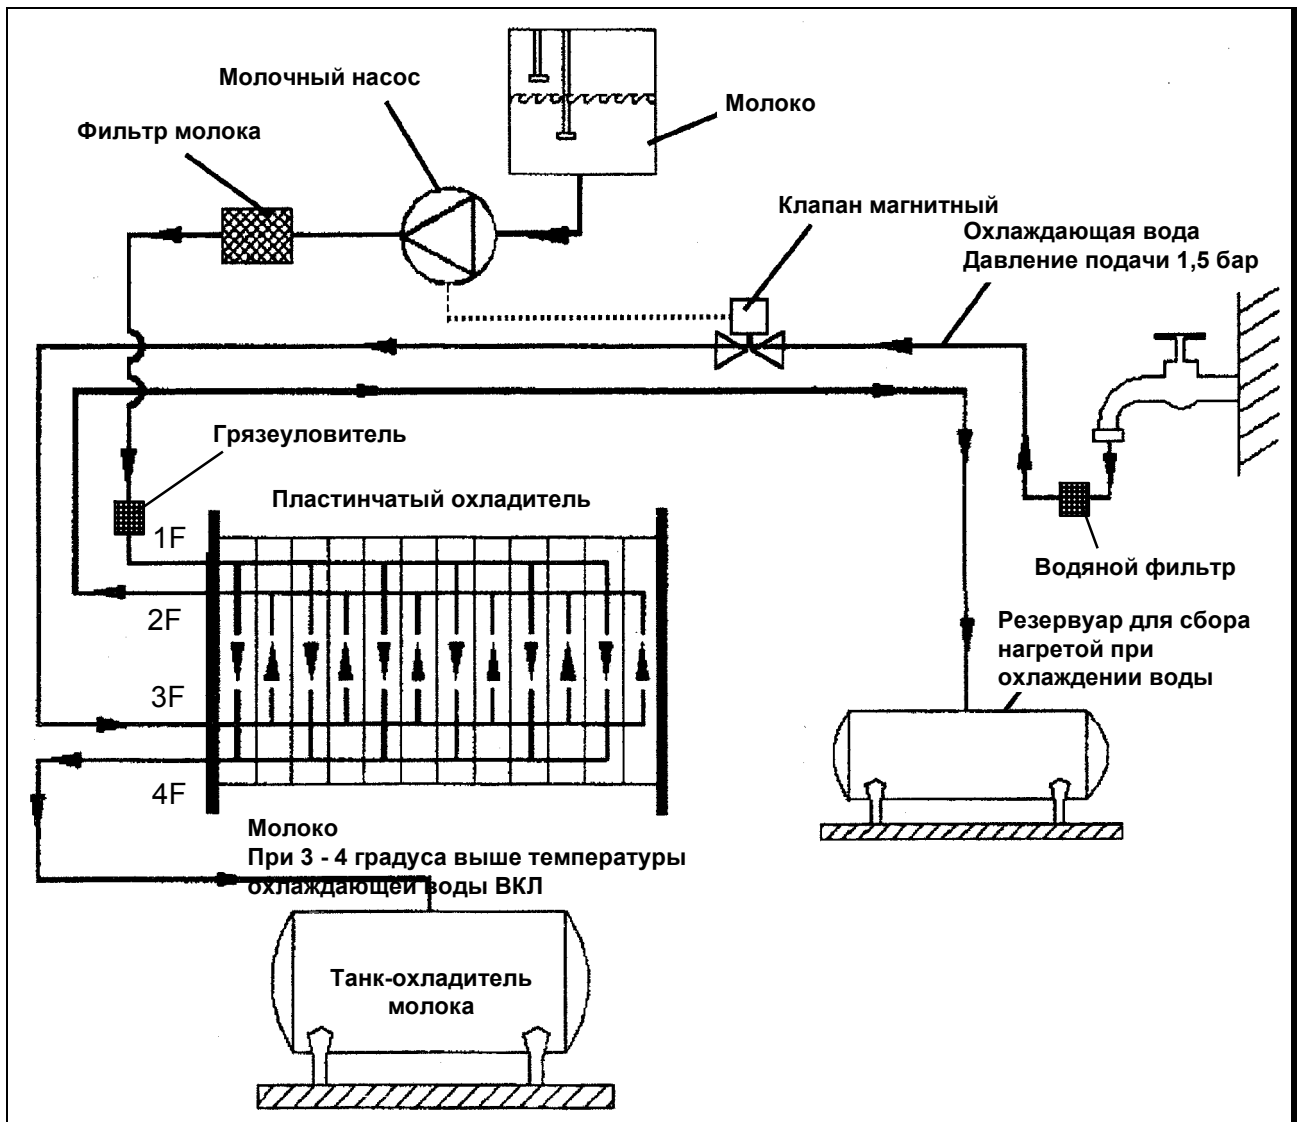 Молочный насос
Молоко
Фильтр молока
Клапан магнитный
Охлаждающая вода
Давление подачи 1,5 бар
Грязеуловитель
Пластинчатый охладитель
1F
Водяной фильтр
2F
Резервуар для сбора
нагретой при
охлаждении воды
3F
4F
Молоко
При 3 - 4 градуса выше температуры
охлаждающей воды ВКЛ
Танк-охладитель
молока